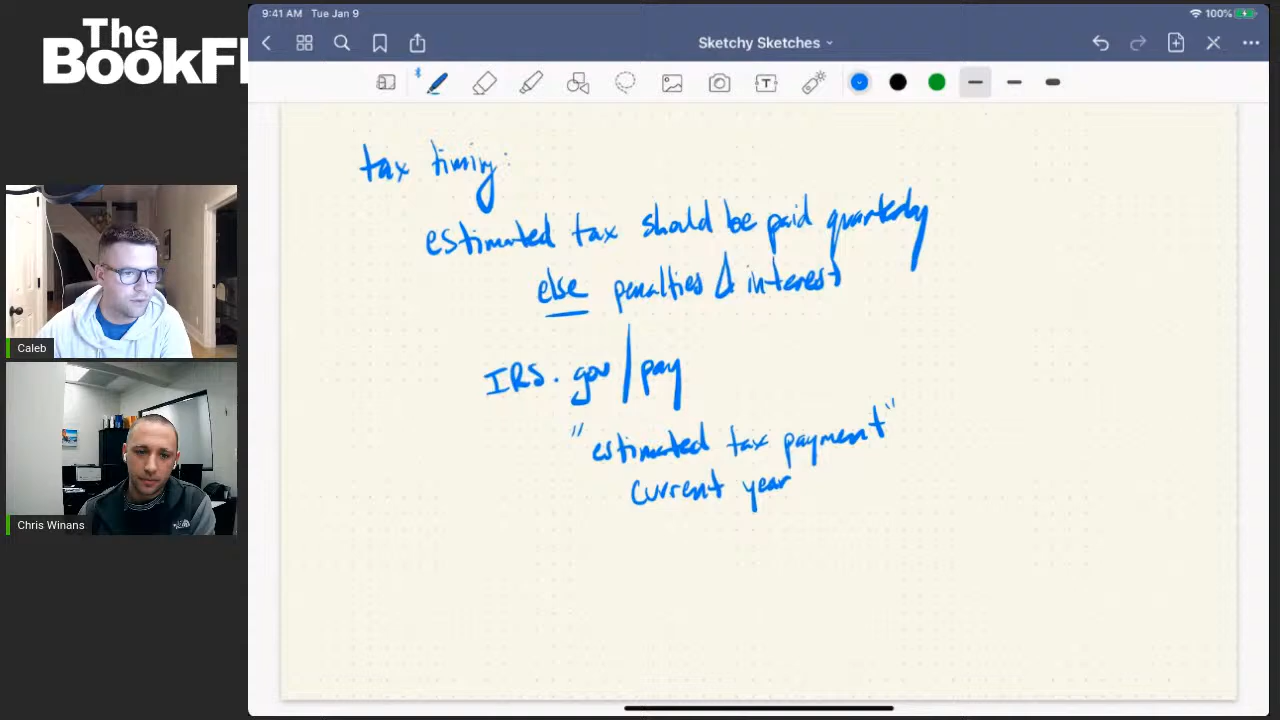 The
BookFl
9:41 AM Tue Jan 9
100%
Sketchy Sketches
T
tax timing:
estimated tax should be paid quarterly
else penalties & interest
IRS.gov/pay
"estimated tax payment"
current year
Caleb
Chris Winans